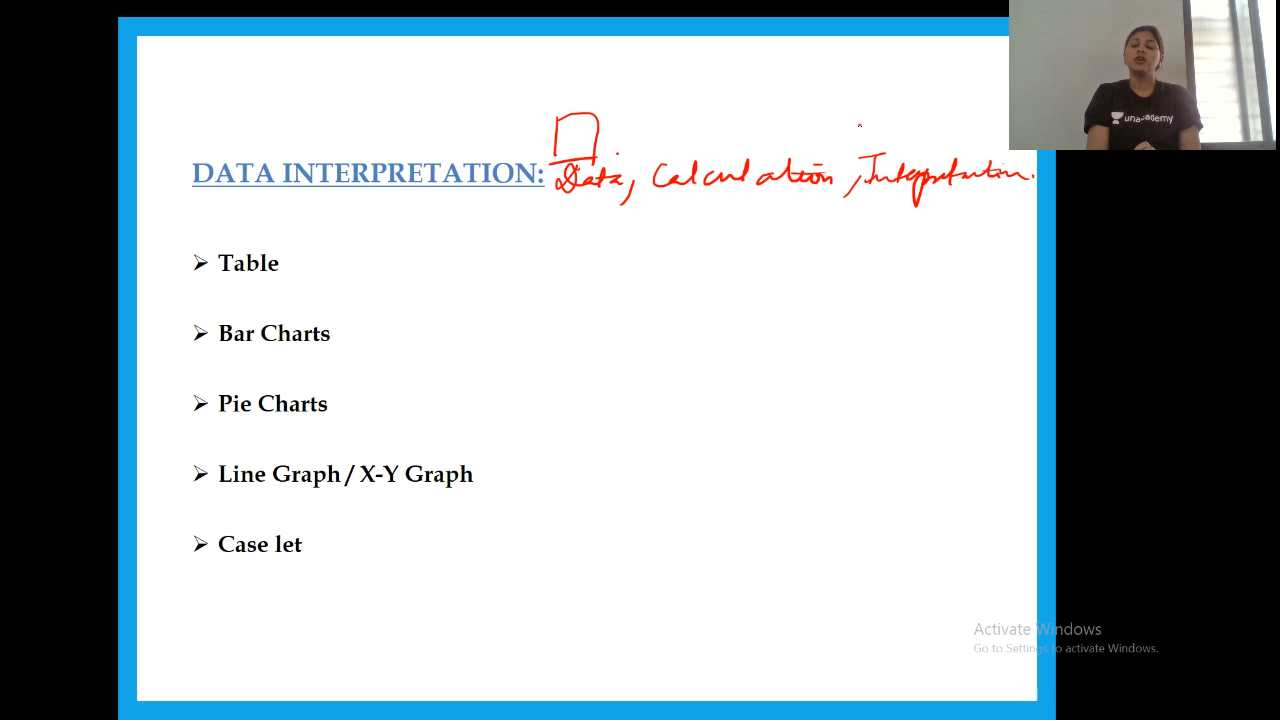 unacademy
DATA INTERPRETATION: Data, Calculation, Interpretation.
Table
Bar Charts
Pie Charts
Line Graph / X-Y Graph
Case let
Activate Windows
Go to Settings to activate Windows.